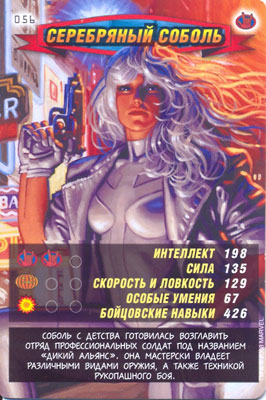 056
СЕРЕБРЯНЫЙ СОБОЛЬ
ИНТЕЛЛЕКТ 198
СИЛА 135
СКОРОСТЬ И ЛОВКОСТЬ 129
ОСОБЫЕ УМЕНИЯ 67
БОЙЦОВСКИЕ НАВЫКИ 426
СОБОЛЬ С ДЕТСТВА ГОТОВИЛАСЬ ВОЗГЛАВИТЬ
ОТРЯД ПРОФЕССИОНАЛЬНЫХ СОЛДАТ ПОД НАЗВАНИЕМ
«ДИКИЙ АЛЬЯНС». ОНА МАСТЕРСКИ ВЛАДЕЕТ
РАЗЛИЧНЫМИ ВИДАМИ ОРУЖИЯ, А ТАКЖЕ ТЕХНИКОЙ
РУКОПАШНОГО БОЯ.
MARVEL